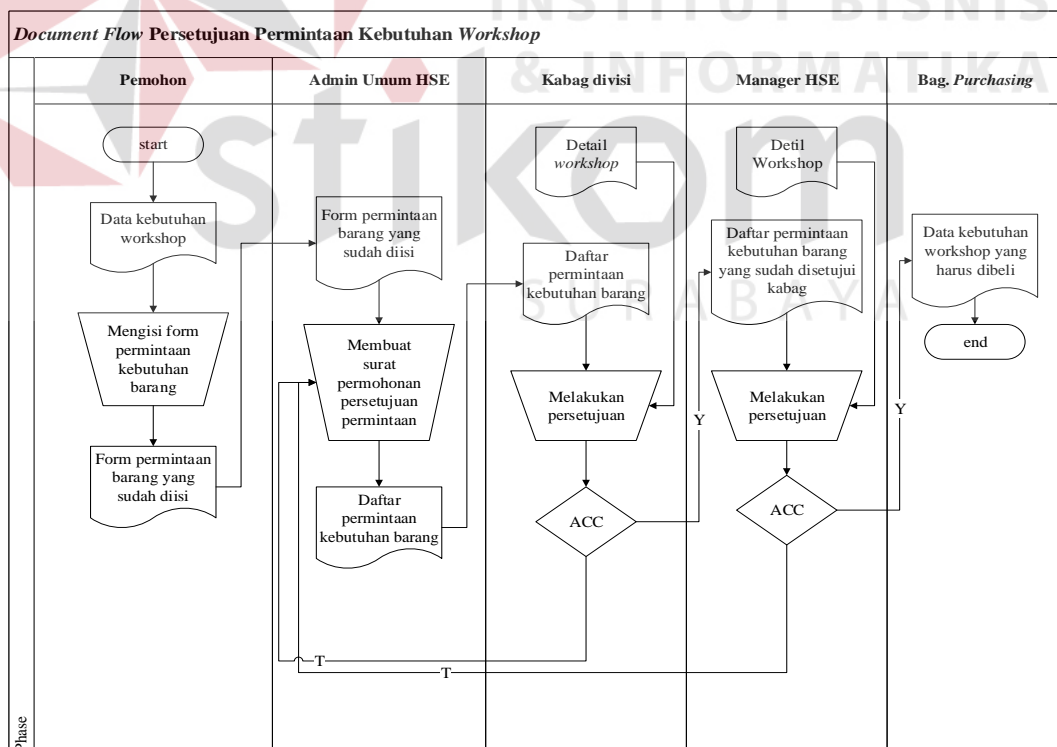 INSTITUT BISNIS
& INFORMATIKA
stikom
SURABAYA
Document Flow Persetujuan Permintaan Kebutuhan Workshop
Pemohon
Admin Umum HSE
Kabag divisi
Manager HSE
Bag. Purchasing
start
Data kebutuhan
workshop
Mengisi form
permintaan
kebutuhan
barang
Form permintaan
barang yang
sudah diisi
Form permintaan
barang yang
sudah diisi
Membuat
surat
permohonan
persetujuan
permintaan
Daftar
permintaan
kebutuhan barang
Detail
workshop
Daftar
permintaan
kebutuhan barang
Melakukan
persetujuan
ACC
Y
T
Detil
Workshop
Daftar permintaan
kebutuhan barang
yang sudah disetujui
kabag
Melakukan
persetujuan
ACC
Y
T
Data kebutuhan
workshop yang
harus dibeli
end
Phase